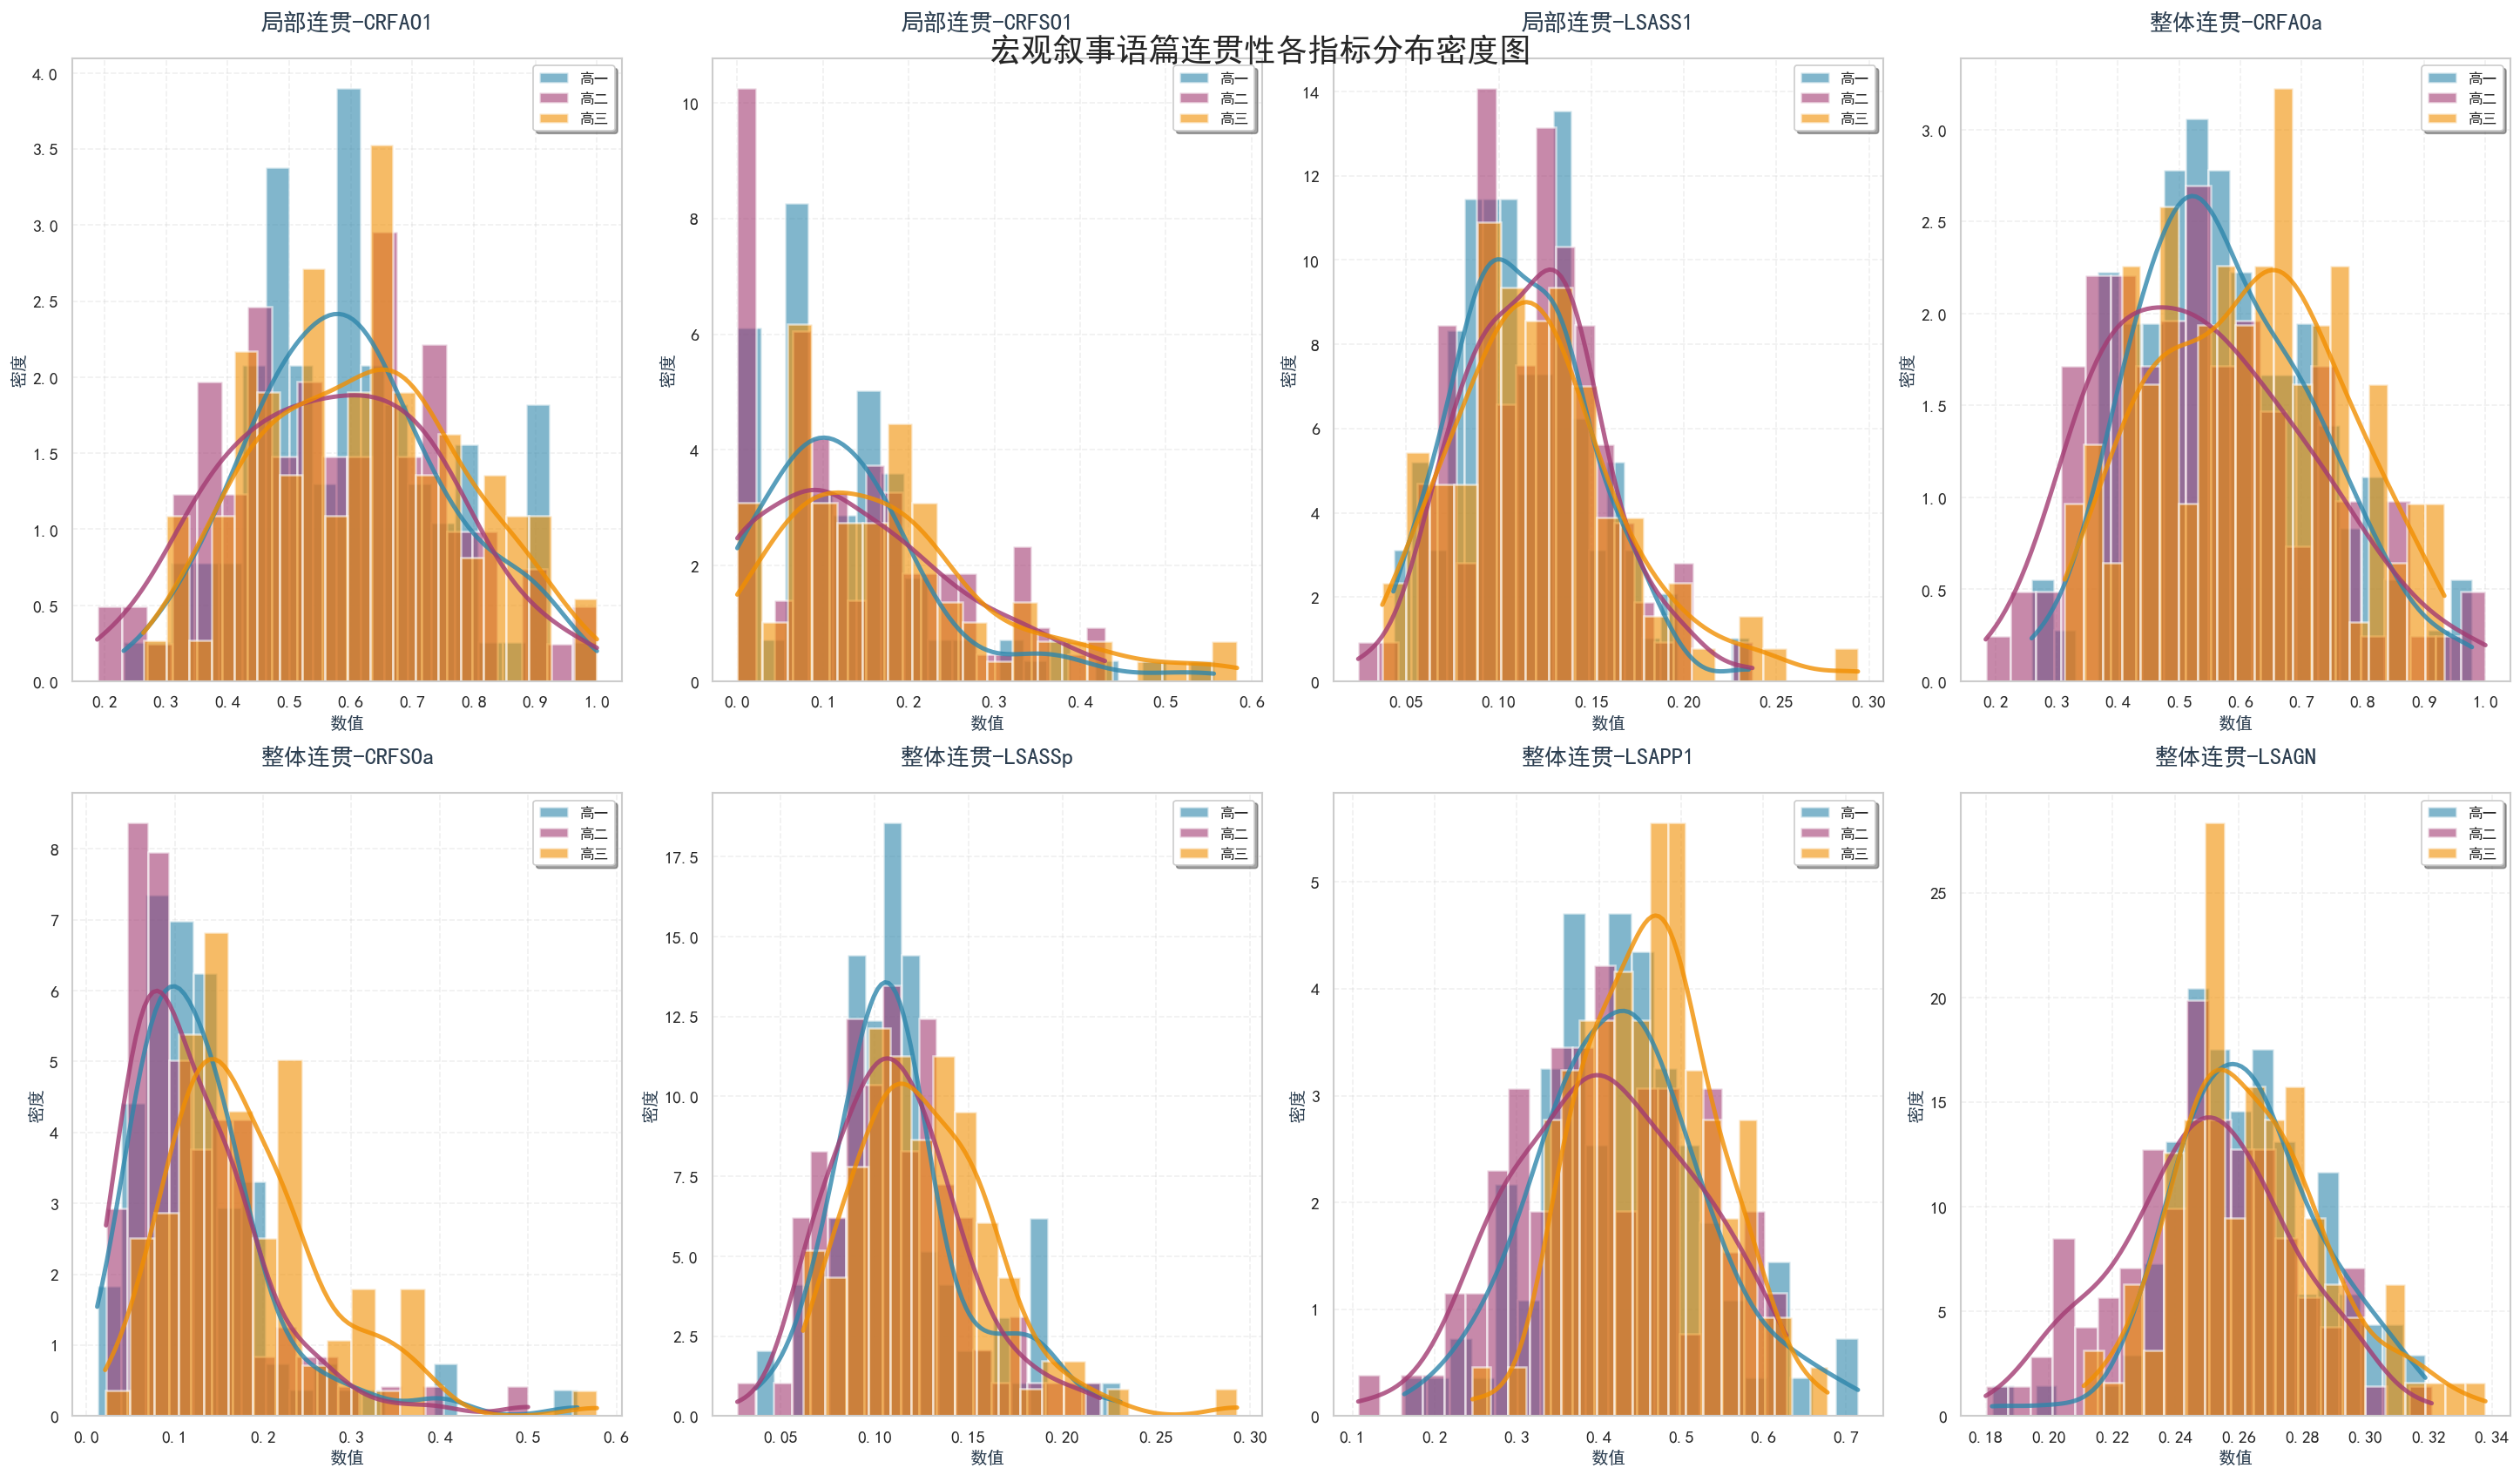 宏观叙事语篇连贯性各指标分布密度图
局部连贯-CRFAO1
4.0
3.5
3.0
2.5
2.0
1.5
1.0
0.5
0.0
密度
高一
高二
高三
0.2 0.3 0.4 0.5 0.6 0.7 0.8 0.9 1.0
数值
局部连贯-CRFSO1
10
8
6
4
2
0
密度
高一
高二
高三
0.0 0.1 0.2 0.3 0.4 0.5 0.6
数值
局部连贯-LSASS1
14
12
10
8
6
4
2
0
密度
高一
高二
高三
0.05 0.10 0.15 0.20 0.25 0.30
数值
整体连贯-CRFAOa
3.0
2.5
2.0
1.5
1.0
0.5
0.0
密度
高一
高二
高三
0.2 0.3 0.4 0.5 0.6 0.7 0.8 0.9 1.0
数值
整体连贯-CRFSOa
8
7
6
5
4
3
2
1
0
密度
高一
高二
高三
0.0 0.1 0.2 0.3 0.4 0.5 0.6
数值
整体连贯-LSASSp
17.5
15.0
12.5
10.0
7.5
5.0
2.5
0.0
密度
高一
高二
高三
0.05 0.10 0.15 0.20 0.25 0.30
数值
整体连贯-LSAPP1
5
4
3
2
1
0
密度
高一
高二
高三
0.1 0.2 0.3 0.4 0.5 0.6 0.7
数值
整体连贯-LSAGN
25
20
15
10
5
0
密度
高一
高二
高三
0.18 0.20 0.22 0.24 0.26 0.28 0.30 0.32 0.34
数值